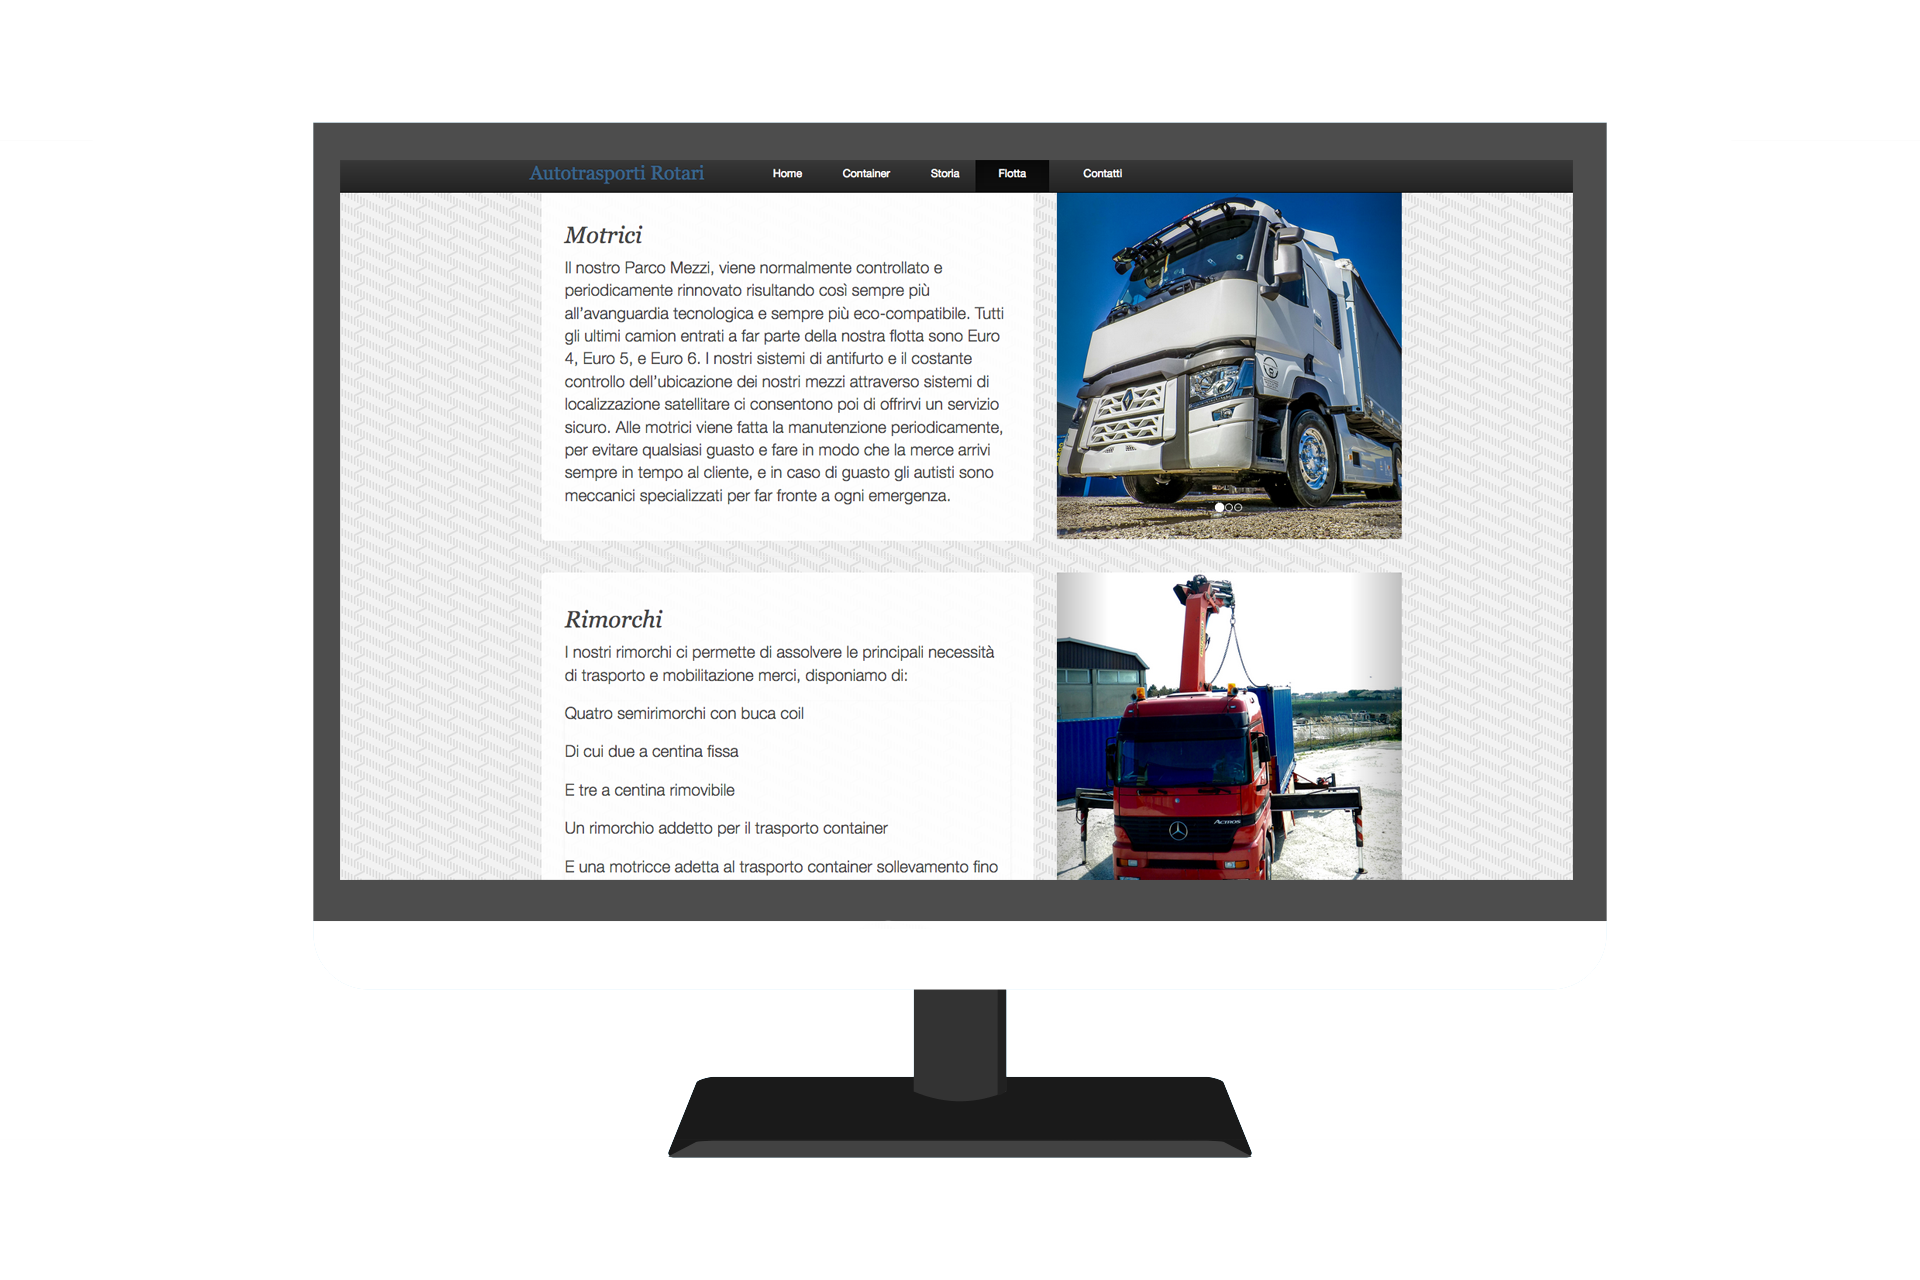 Autotrasporti Rotari
Home
Container
Storia
Flotta
Contatti
Motrici
Il nostro Parco Mezzi, viene normalmente controllato e
periodicamente rinnovato risultando così sempre più
all'avanguardia tecnologica e sempre più eco-compatibile. Tutti
gli ultimi camion entrati a far parte della nostra flotta sono Euro
4, Euro 5, e Euro 6. I nostri sistemi di antifurto e il costante
controllo dell'ubicazione dei nostri mezzi attraverso sistemi di
localizzazione satellitare ci consentono poi di offrirvi un servizio
sicuro. Alle motrici viene fatta la manutenzione periodicamente,
per evitare qualsiasi guasto e fare in modo che la merce arrivi
sempre in tempo al cliente, e in caso di guasto gli autisti sono
meccanici specializzati per far fronte a ogni emergenza.
Rimorchi
I nostri rimorchi ci permette di assolvere le principali necessità
di trasporto e mobilitazione merci, disponiamo di:
Quatro semirimorchi con buca coil
Di cui due a centina fissa
E tre a centina rimovibile
Un rimorchio addetto per il trasporto container
E una motricce adetta al trasporto container sollevamento fino
Actros